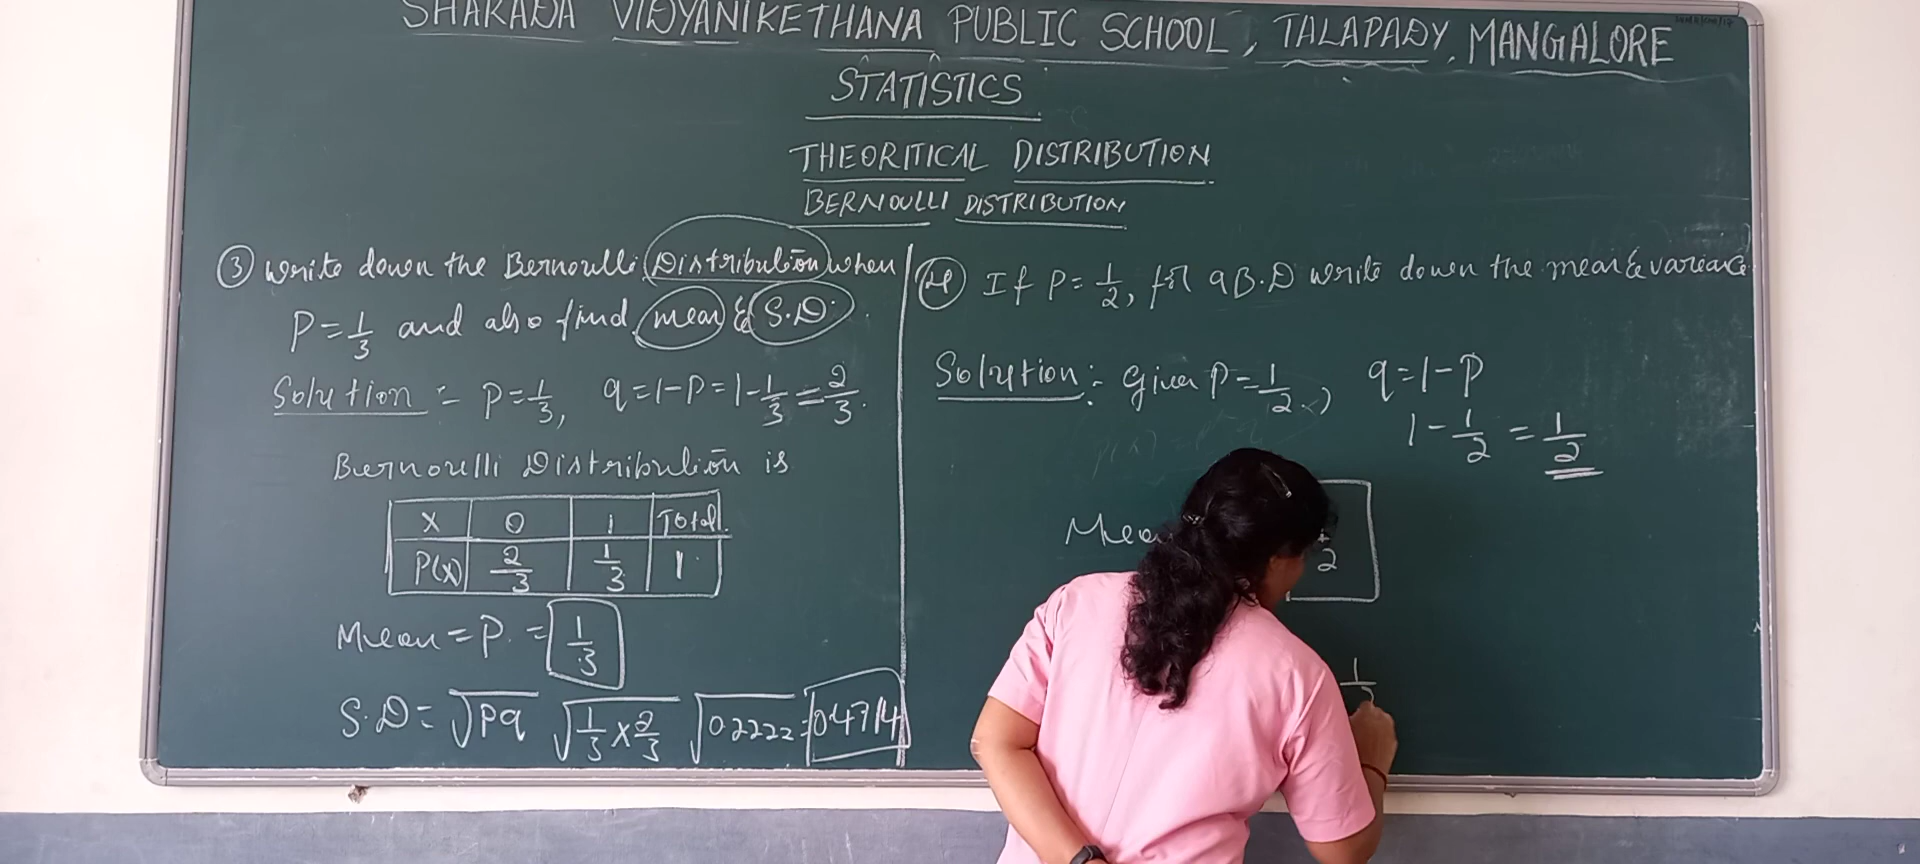 SHARADA VIDYANIKETHANA PUBLIC SCHOOL, TALAPADY, MANGALORE
STATISTICS
THEORITICAL DISTRIBUTION
BERNOULLI DISTRIBUTION
③ Write down the Bernoulli Distribution when
P = 1/3 and also find mean & S.D.
Solution :- P = 1/3, q = 1-P = 1 - 1/3 = 2/3.
Bernoulli Distribution is
X 0 1 Total.
P(x) 2/3 1/3 1
Mean = P. = 1/3
S.D = √pq √1/3 × 2/3 √0.2222 = 0.4714
④ If P = 1/2, for a B.D write down the mean & variance
Solution :- Given P = 1/2, q = 1 - P
1 - 1/2 = 1/2